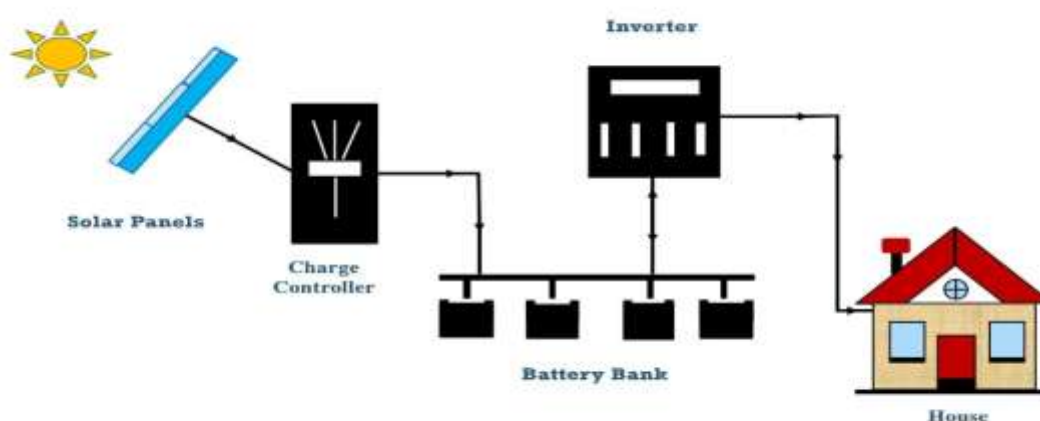 Inverter
Solar Panels
Charge
Controller
Battery Bank
House